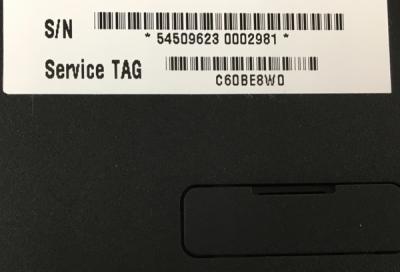 S/N
* 54509623 0002981 *
Service TAG
C60BE8W0